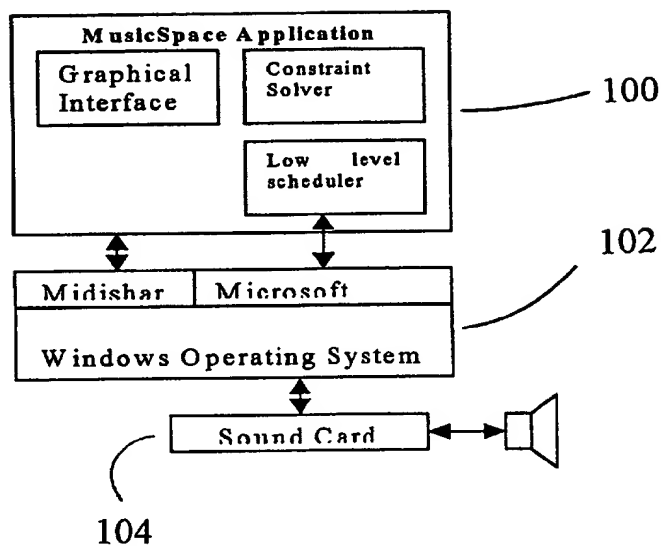 MusicSpace Application
Graphical
Interface
Constraint
Solver
100
Low level
scheduler
102
Midishar Microsoft
Windows Operating System
Sound Card
104